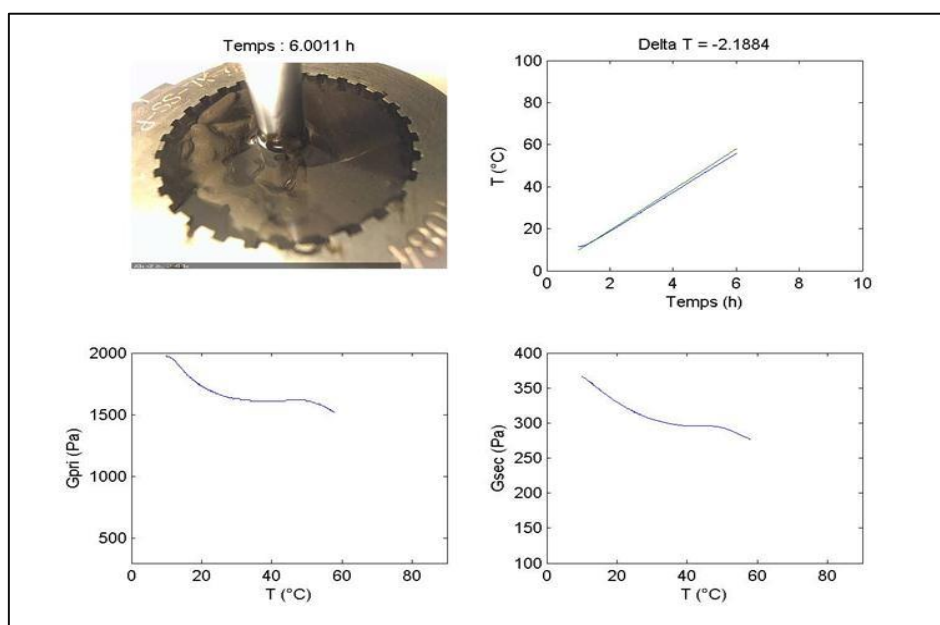 Temps : 6.0011 h
Delta T = -2.1884
100
80
60
40
20
0
T (°C)
0 2 4 6 8 10
Temps (h)
2000
1500
1000
500
Gpri (Pa)
0 20 40 60 80
T (°C)
400
350
300
250
200
150
100
Gsec (Pa)
0 20 40 60 80
T (°C)